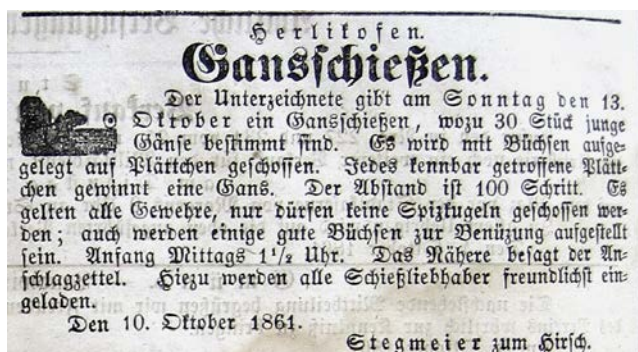 Herlikofen.
Gansschießen.
Der Unterzeichnete gibt am Sonntag den 13.
Oktober ein Gansschießen, wozu 30 Stück junge
Gänse bestimmt sind. Es wird mit Büchsen aufge-
gelegt auf Plättchen geschossen. Jedes kennbar getroffene Plätt-
chen gewinnt eine Gans. Der Abstand ist 100 Schritt. Es
gelten alle Gewehre, nur dürfen keine Spizkugeln geschossen wer-
den; auch werden einige gute Büchsen zur Benüzung aufgestellt
sein. Anfang Mittags 1½ Uhr. Das Nähere besagt der An-
schlagzettel. Hiezu werden alle Schießliebhaber freundlichst ein-
geladen.
Den 10. Oktober 1861.
Stegmeier zum Hirsch.